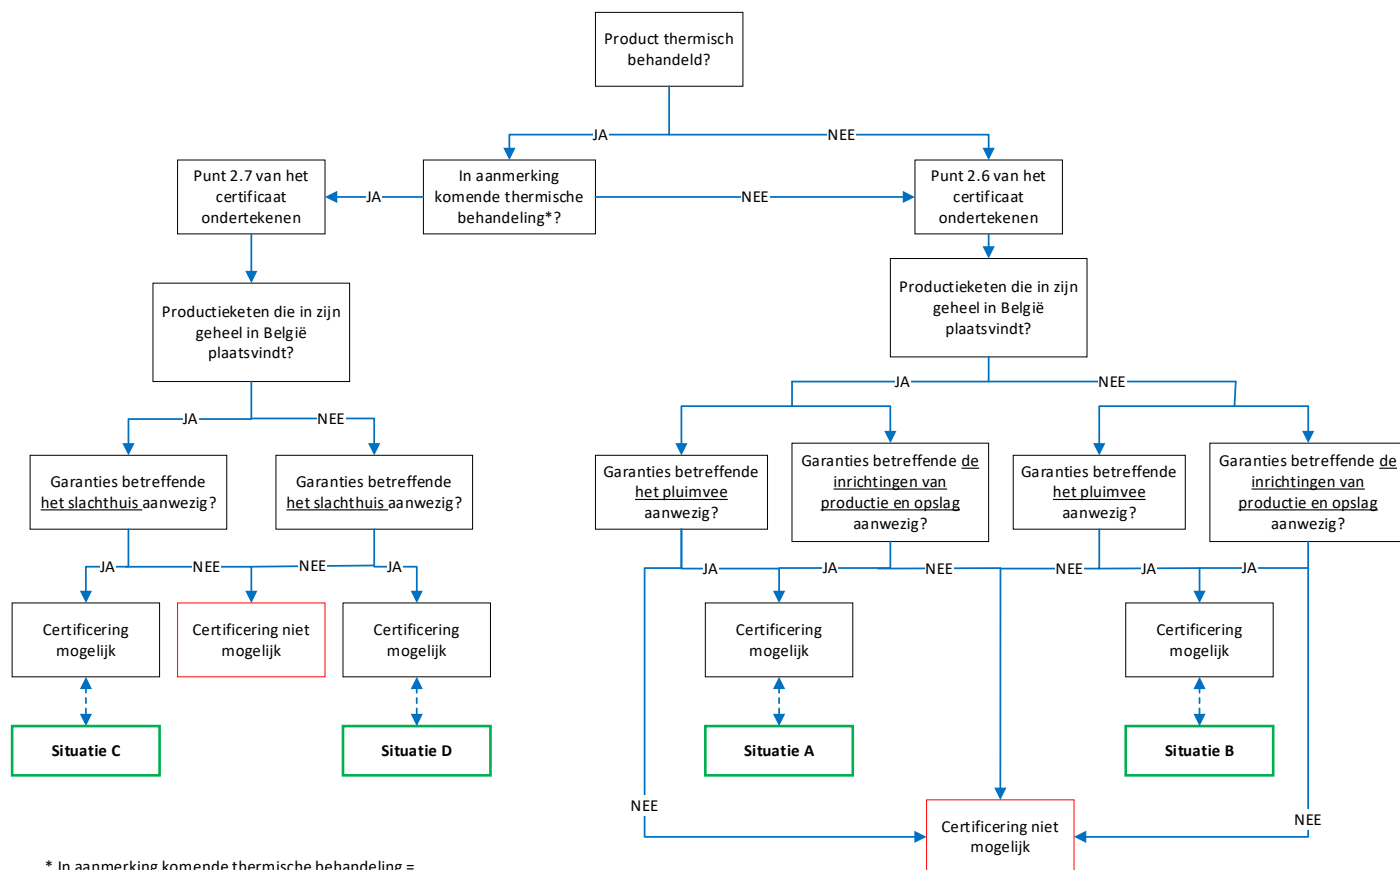 Product thermisch
behandeld?
JA
NEE
Punt 2.7 van het
certificaat
ondertekenen
JA
In aanmerking
komende thermische
behandeling*?
NEE
Punt 2.6 van het
certificaat
ondertekenen
Productieketen die in zijn
geheel in België
plaatsvindt?
Productieketen die in zijn
geheel in België
plaatsvindt?
JA
NEE
JA
NEE
Garanties betreffende
het slachthuis aanwezig?
Garanties betreffende
het slachthuis aanwezig?
Garanties betreffende
het pluimvee
aanwezig?
Garanties betreffende de
inrichtingen van
productie en opslag
aanwezig?
Garanties betreffende
het pluimvee
aanwezig?
Garanties betreffende de
inrichtingen van
productie en opslag
aanwezig?
JA
NEE
NEE
JA
JA
JA
NEE
NEE
JA
JA
Certificering
mogelijk
Certificering niet
mogelijk
Certificering
mogelijk
Certificering
mogelijk
Certificering
mogelijk
Situatie C
Situatie D
Situatie A
Situatie B
NEE
NEE
Certificering niet
mogelijk
* In aanmerking komende thermische behandeling =